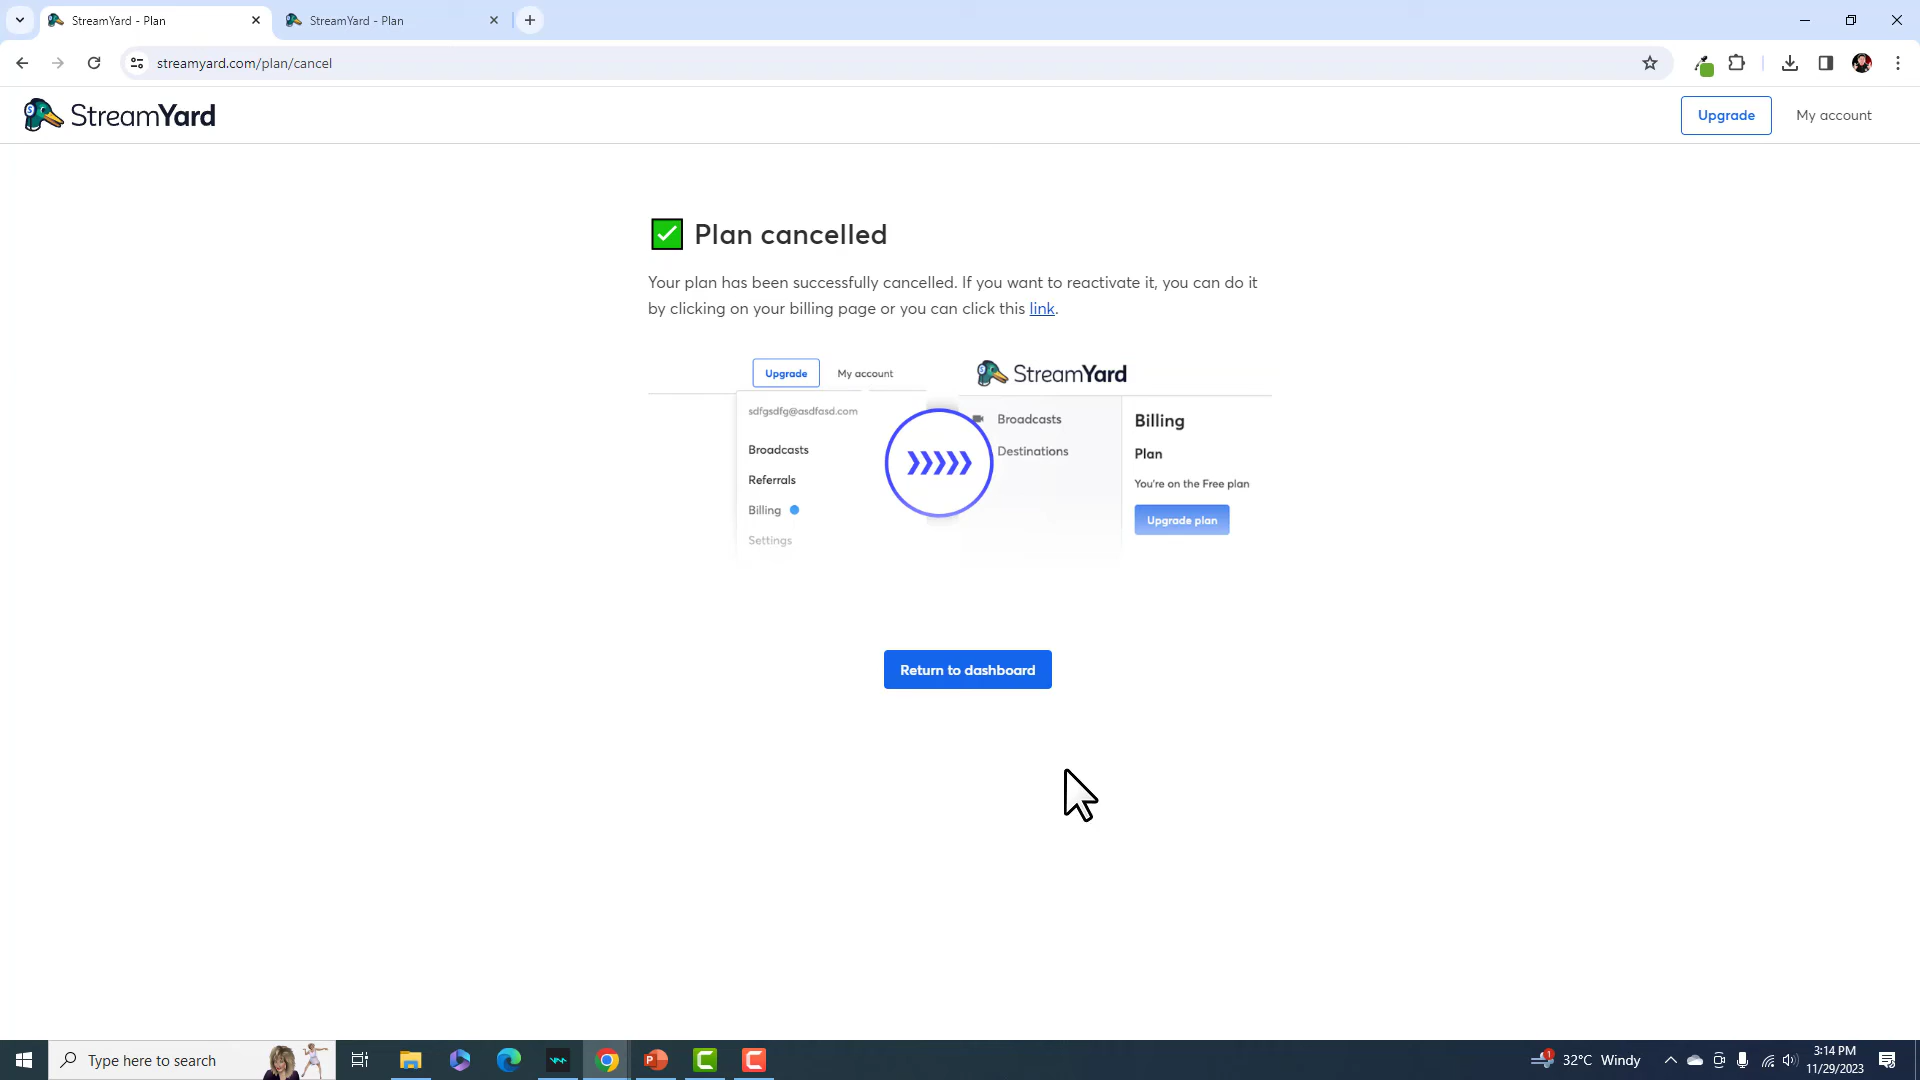 StreamYard - Plan
StreamYard - Plan
streamyard.com/plan/cancel
StreamYard
Upgrade
My account
Plan cancelled
Your plan has been successfully cancelled. If you want to reactivate it, you can do it
by clicking on your billing page or you can click this link.
Upgrade
My account
sdfgsdfg@asdfasd.com
Broadcasts
Referrals
Billing
Settings
StreamYard
Broadcasts
Destinations
Billing
Plan
You're on the Free plan
Upgrade plan
Return to dashboard
Type here to search
1
32°C Windy
3:14 PM
11/29/2023